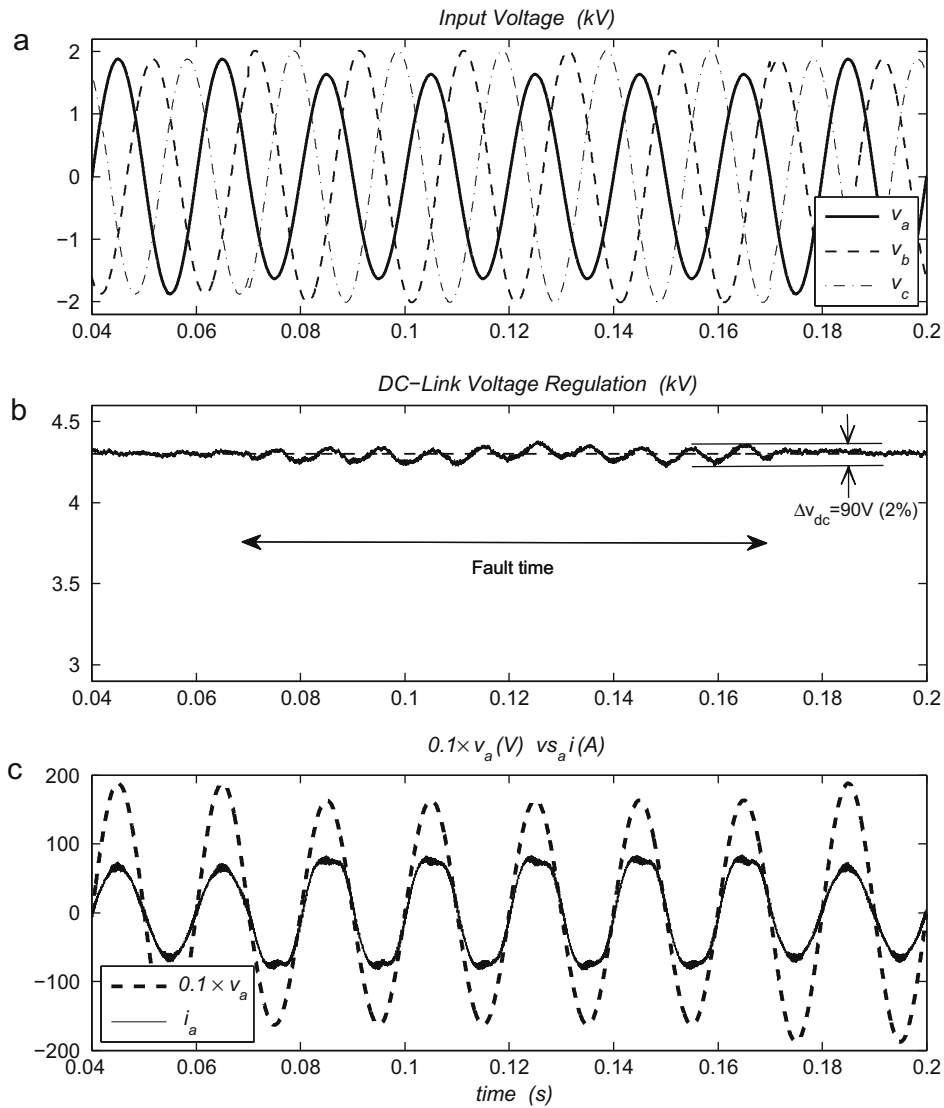 a
Input Voltage (kV)
2
1
0
−1
−2
v_a
v_b
v_c
0.04 0.06 0.08 0.1 0.12 0.14 0.16 0.18 0.2
b
DC−Link Voltage Regulation (kV)
4.5
4
3.5
3
Δv_dc=90V (2%)
Fault time
0.04 0.06 0.08 0.1 0.12 0.14 0.16 0.18 0.2
c
0.1× v_a (V) vs_a i (A)
200
100
0
−100
−200
0.1 × v_a
i_a
0.04 0.06 0.08 0.1 0.12 0.14 0.16 0.18 0.2
time (s)